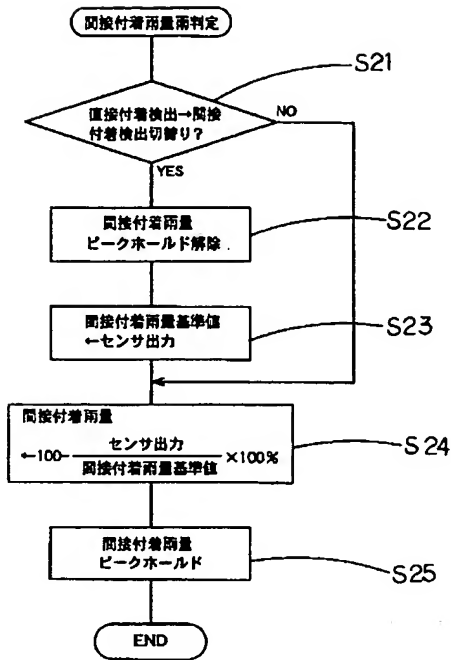 間接付着雨量雨判定
S21
直接付着検出→間接
付着検出切替り?
NO
YES
間接付着雨量
ピークホールド解除
S22
間接付着雨量基準値
←センサ出力
S23
間接付着雨量
←100- センサ出力 / 間接付着雨量基準値 ×100%
S24
間接付着雨量
ピークホールド
S25
END